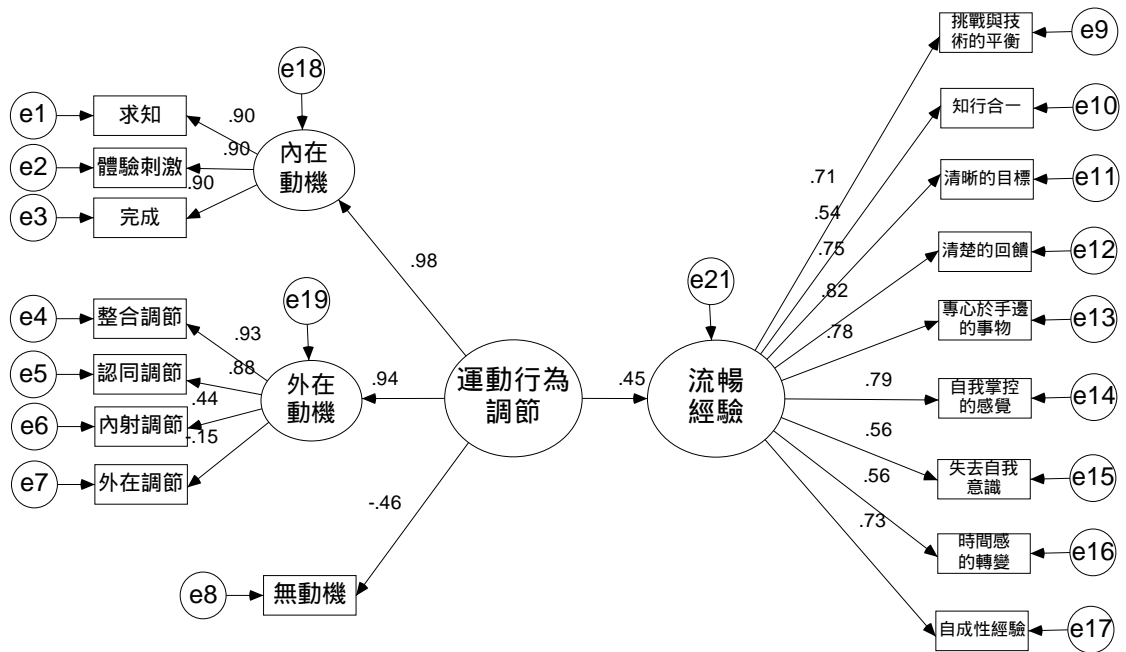 e18
e1
求知
.90
e2
體驗刺激
.90
內在
動機
e3
完成
.90
.98
e19
e4
整合調節
.93
e5
認同調節
.88
外在
動機
.94
e6
內射調節
.44
e7
外在調節
-.15
運動行為
調節
-.46
e8
無動機
.45
e21
流暢
經驗
挑戰與技
術的平衡
e9
.71
知行合一
e10
.54
清晰的目標
e11
.75
清楚的回饋
e12
.82
專心於手邊
的事物
e13
.78
自我掌控
的感覺
e14
.79
失去自我
意識
e15
.56
時間感
的轉變
e16
.56
自成性經驗
e17
.73